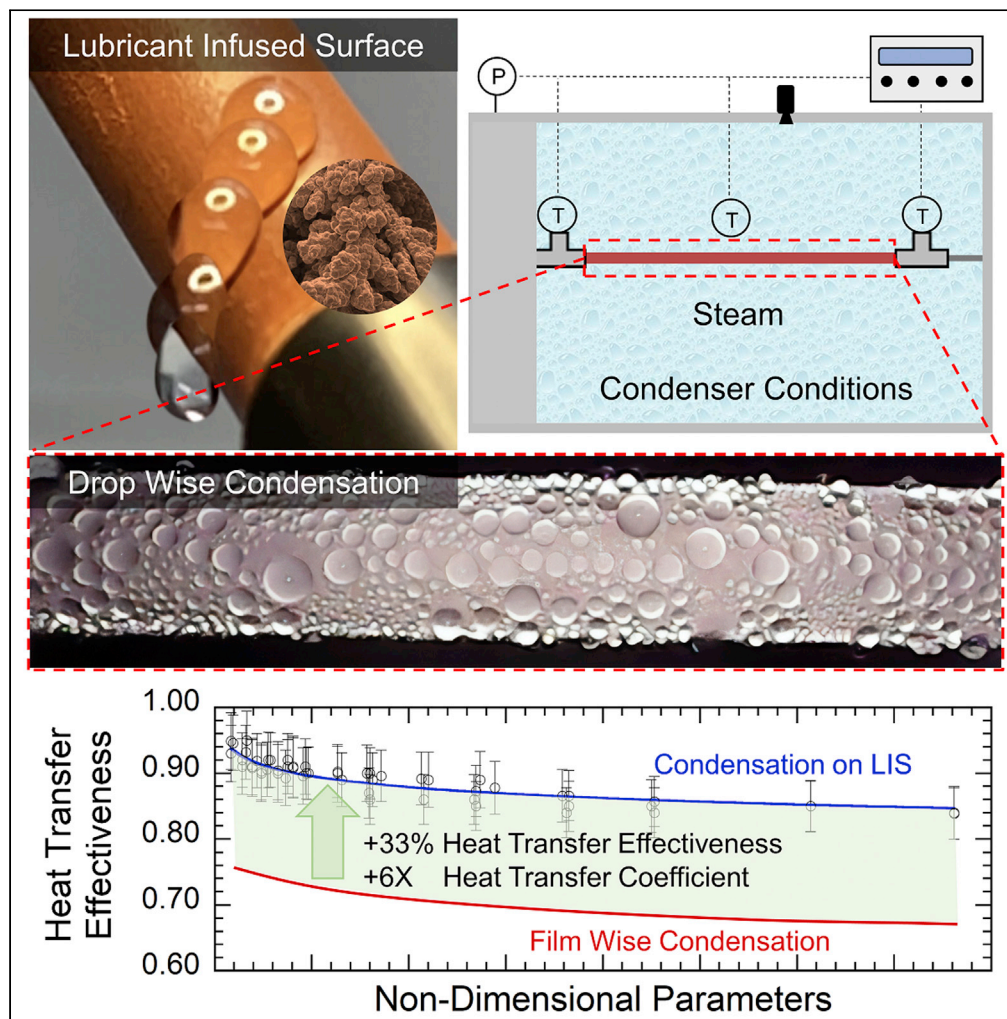 Lubricant Infused Surface
P
T
T
T
Steam
Condenser Conditions
Drop Wise Condensation
Heat Transfer
Effectiveness
1.00
0.90
0.80
0.70
0.60
Condensation on LIS
+33% Heat Transfer Effectiveness
+6X Heat Transfer Coefficient
Film Wise Condensation
Non-Dimensional Parameters